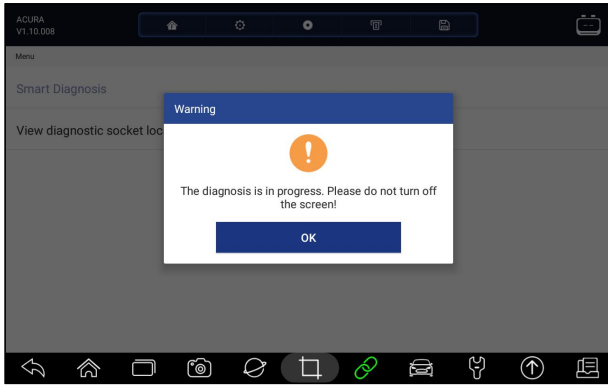 ACURA
V1.10.008
Menu
Smart Diagnosis
View diagnostic socket loc
Warning
The diagnosis is in progress. Please do not turn off
the screen!
OK